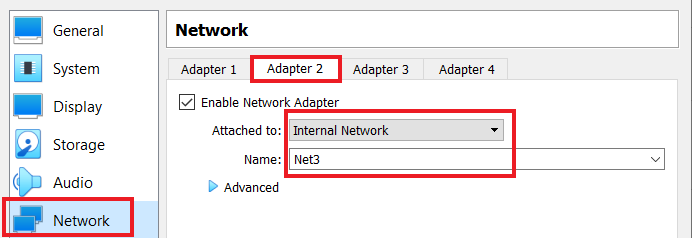 General
System
Display
Storage
Audio
Network
Network
Adapter 1 Adapter 2 Adapter 3 Adapter 4
Enable Network Adapter
Attached to: Internal Network
Name: Net3
Advanced